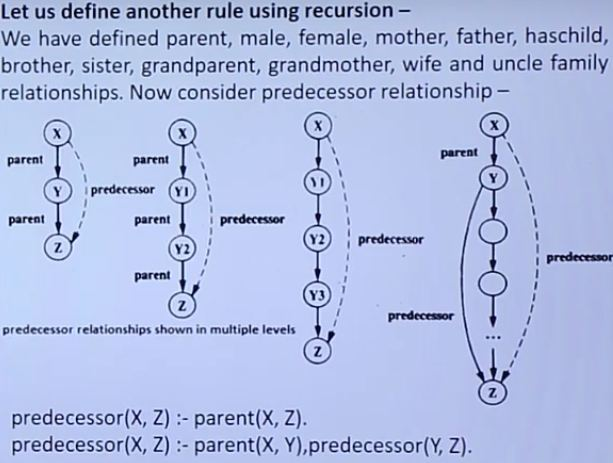 Let us define another rule using recursion –
We have defined parent, male, female, mother, father, haschild,
brother, sister, grandparent, grandmother, wife and uncle family
relationships. Now consider predecessor relationship –
X
parent
Y
predecessor
parent
Z
X
parent
Y1
parent
predecessor
Y2
parent
Z
X
Y1
Y2
predecessor
Y3
Z
X
parent
Y
predecessor
predecessor
...
Z
predecessor relationships shown in multiple levels
predecessor(X, Z) :- parent(X, Z).
predecessor(X, Z) :- parent(X, Y),predecessor(Y, Z).